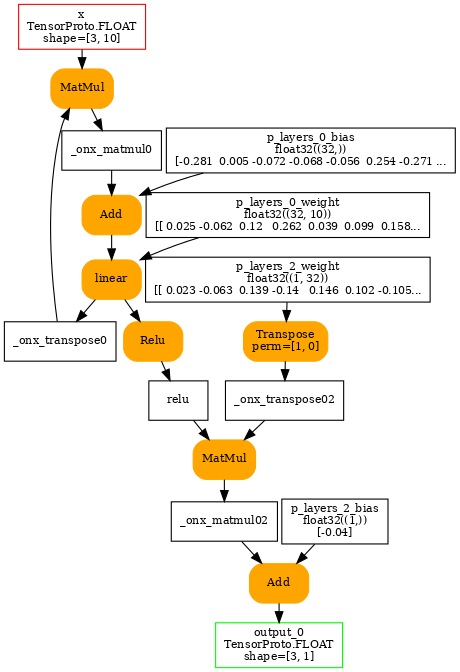 x
TensorProto.FLOAT
shape=[3, 10]
MatMul
_onx_matmul0
p_layers_0_bias
float32((32,))
[-0.281  0.005 -0.072 -0.068 -0.056  0.254 -0.271 ...
Add
p_layers_0_weight
float32((32, 10))
[[ 0.025 -0.062  0.12   0.262  0.039  0.099  0.158...
linear
p_layers_2_weight
float32((1, 32))
[[ 0.023 -0.063  0.139 -0.14   0.146  0.102 -0.105...
_onx_transpose0
Relu
Transpose
perm=[1, 0]
relu
_onx_transpose02
MatMul
_onx_matmul02
p_layers_2_bias
float32((1,))
[-0.04]
Add
output_0
TensorProto.FLOAT
shape=[3, 1]